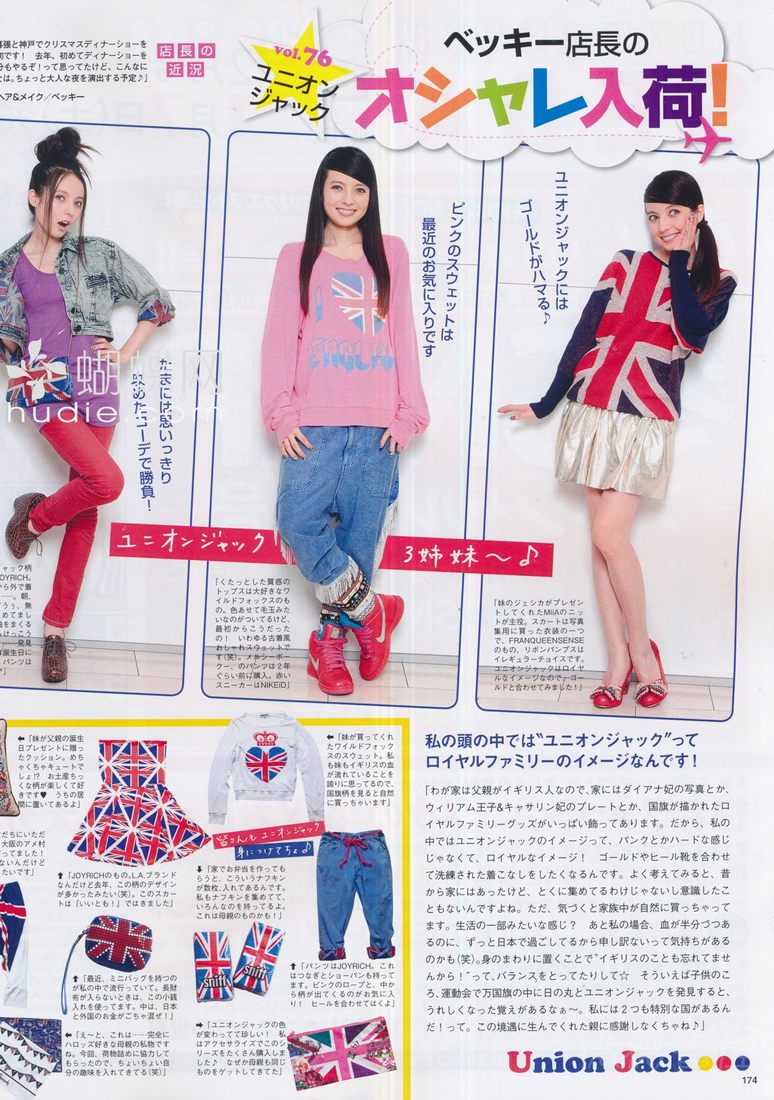 幕張と神戸でクリスマスディナーショーを
です！　去年、初めてディナーショー
分もやるぞ！って思ってたけど、こんなに
とは。ちょっと大人な夜を演出する予定♪」
ヘア&メイク／ベッキー
店長の
近況
vol.76
ユニオン
ジャック
ベッキー店長の
オシャレ入荷！
たまには思いっきり
攻めたコーデで勝負！
ピンクのスウェットは
最近のお気に入りです
ユニオンジャックには
ゴールドがハマる♪
蝴蝶网
hudie.com
I
ENGLAND
ユニオンジャック
3姉妹〜♪
ジャック柄
JOYRICH。
「くたっとした質感の
トップスは大好きなワ
イルドフォックスのも
の。色あせて毛玉みた
いなのがついてるけど、
最初からこうだったの
！　いわゆる古着風
おしゃれスウェットで
す(笑)。メルシーボー
クー、のパンツは2年
ぐらい前に購入。赤い
スニーカーはNIKEiD」
「妹のジェシカがプレゼント
してくれたMiiAのニッ
トが主役。スカートは写真
集用に買った衣装の一つ
で、FRANQUEENSENSE
のもの、リボンパンプスは
イレギュラーチョイスです。
ユニオンジャックはロイヤ
ルなイメージなので、ゴー
ルドと合わせてみました！」
「妹が父親の誕生
日プレゼントに贈っ
たクッション。めち
ゃくちゃキュートで
しょ!?　お土産ちっ
くな柄が楽しくて好
きです♥　うちの居
間に置いてあるよ」
「妹が買ってくれ
たワイルドフォック
スのスウェット。私
も妹もイギリスの血
が流れていることを
誇りに思ってるので、
国旗柄を見ると自然
に買っちゃいます」
皆さんもユニオンジャック
身につけてちょ♪
「JOYRICHのもの。L.A.ブランド
なんだけど去年、この柄のデザイン
が多かったみたい(笑)。このスカー
トは『いいとも！』ではきました」
「家でお弁当を作っても
らうと、こういうナフキン
が数枚、入ってるんです。
私もナフキンを集めてて、
いろんなのを持ってるよ。
これは母親のものかも！」
「最近、ミニバッグを持つの
が私の中で流行っていて。長財
布が入らないときは、この小銭
入れを使ってます。中は、日本
と外国のお金がごちゃ混ぜ！」
sniff
sniff
「パンツはJOYRICH。これ
はつなぎとショーパンも持って
ます。ピンクのロープと、中か
ら柄が出てくるのがお気に入
り！　ヒールを合わせてはくよ」
「え〜と、これは……完全に
ハロッズ好きな母親の私物です
ね。今回、荷物詰めに協力して
もらったので、ちょいちょい自
分の趣味を入れてきてる(笑)」
「ユニオンジャックの色
が変わってて珍しい！　私
はアクセサライズでこのシ
リーズをたくさん購入しま
した♪　なぜか母親も同じ
ものをゲットしてきてた」
私の頭の中では“ユニオンジャック”って
ロイヤルファミリーのイメージなんです！
「わが家は父親がイギリス人なので、家にはダイアナ妃の写真とか、
ウィリアム王子&キャサリン妃のプレートとか、国旗が描かれたロ
イヤルファミリーグッズがいっぱい飾ってあります。だから、私の
中ではユニオンジャックのイメージって、パンクとかハードな感じ
じゃなくて、ロイヤルなイメージ！　ゴールドやヒール靴を合わせ
て洗練された着こなしをしたくなるんです。よく考えてみると、昔
から家にはあったけど、とくに集めてるわけじゃないし意識したこ
ともないんですよね。ただ、気づくと家族中が自然に買っちゃって
ます。生活の一部みたいな感じ？　あと私の場合、血が半分づつあ
るのに、ずっと日本で過ごしてるから申し訳ないって気持ちがある
のかも(笑)。身のまわりに置くことで“イギリスのことも忘れてませ
んから！”って、バランスをとってたりして☆　そういえば子供のこ
ろ、運動会で万国旗の中に日の丸とユニオンジャックを発見すると、
うれしくなった覚えがあるなぁ〜。私には2つも特別な国があるん
だ！って。この境遇に生んでくれた親に感謝しなくちゃね♪」
Union Jack
174